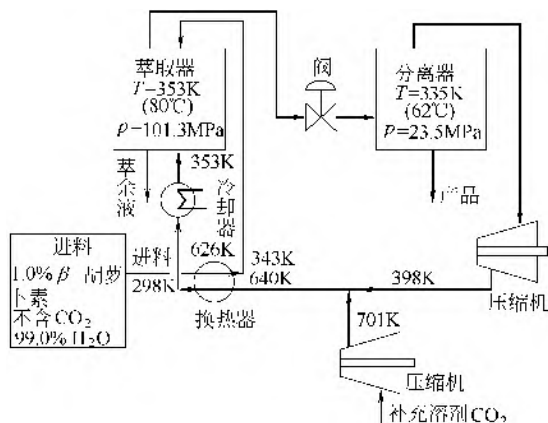 萃取器
T=353K
(80℃)
p=101.3MPa
阀
分离器
T=335K
(62℃)
p=23.5MPa
353K
萃余液
冷却器
产品
进料
1.0% β 胡萝
卜素
不含CO₂
99.0% H₂O
进料
298K
626K
343K
640K
换热器
398K
压缩机
701K
压缩机
补充溶剂CO₂